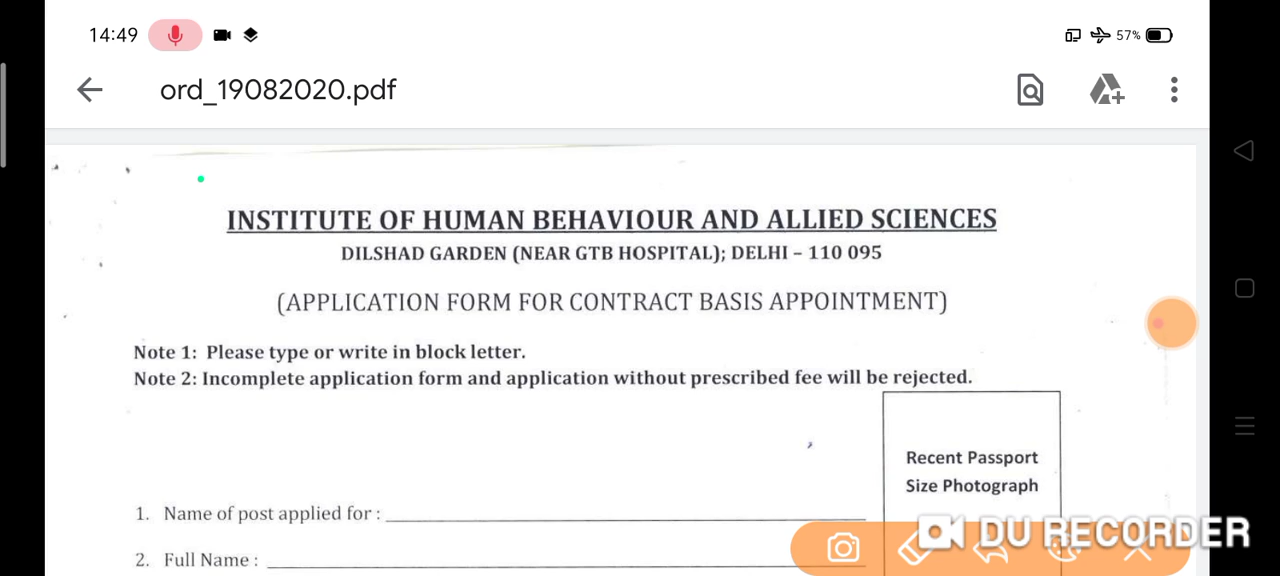 14:49
57%
ord_19082020.pdf
INSTITUTE OF HUMAN BEHAVIOUR AND ALLIED SCIENCES
DILSHAD GARDEN (NEAR GTB HOSPITAL); DELHI – 110 095
(APPLICATION FORM FOR CONTRACT BASIS APPOINTMENT)
Note 1: Please type or write in block letter.
Note 2: Incomplete application form and application without prescribed fee will be rejected.
Recent Passport
Size Photograph
1. Name of post applied for :
2. Full Name :
DU RECORDER